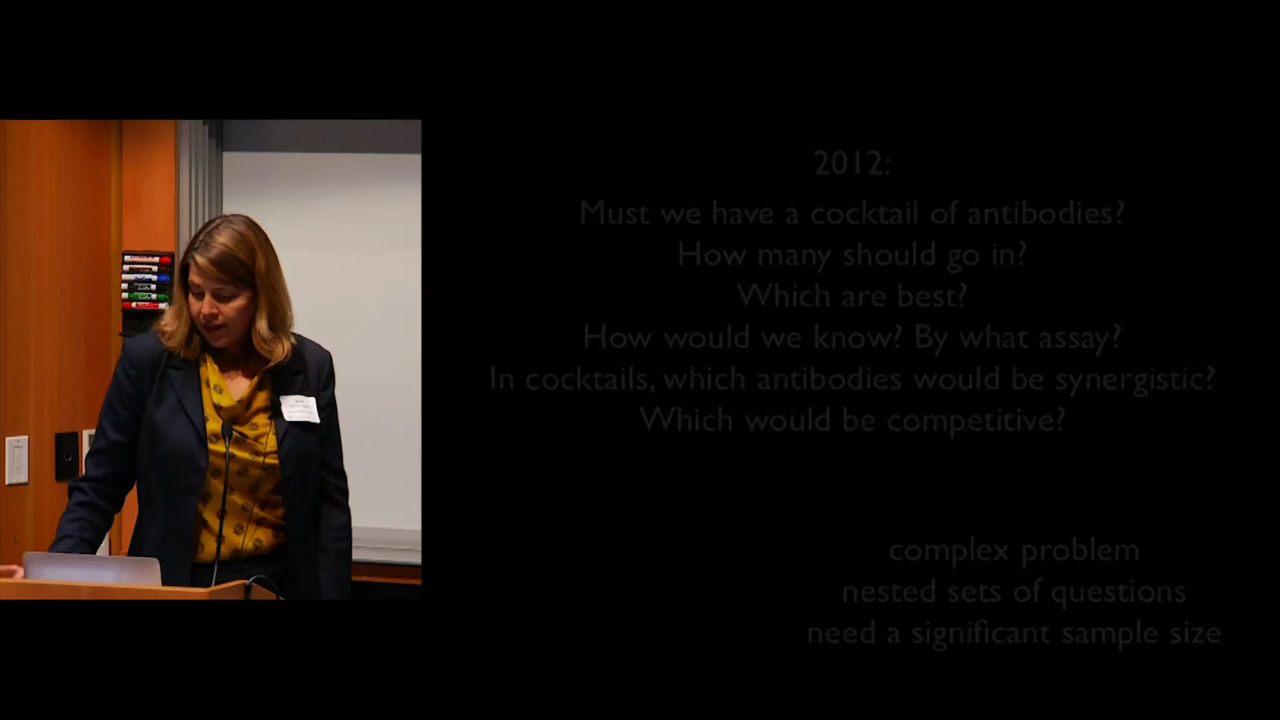 2012:
Must we have a cocktail of antibodies?
How many should go in?
Which are best?
How would we know? By what assay?
In cocktails, which antibodies would be synergistic?
Which would be competitive?
complex problem
nested sets of questions
need a significant sample size